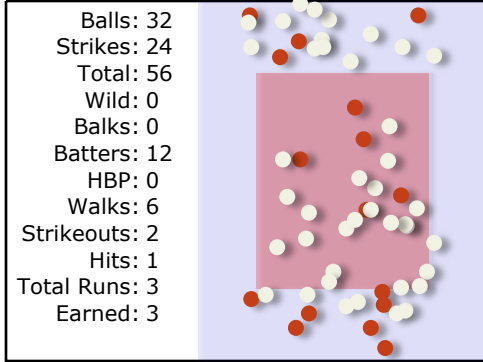 Balls: 32
Strikes: 24
Total: 56
Wild: 0
Balks: 0
Batters: 12
HBP: 0
Walks: 6
Strikeouts: 2
Hits: 1
Total Runs: 3
Earned: 3